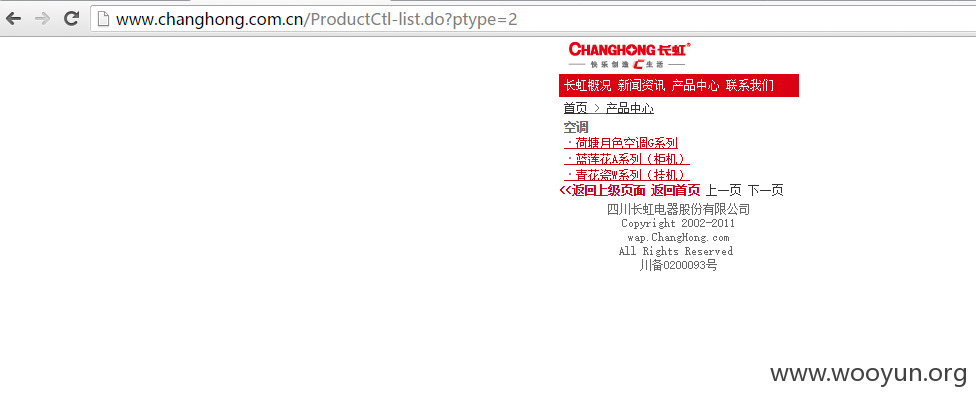 www.changhong.com.cn/ProductCtl-list.do?ptype=2
CHANGHONG 长虹®
快乐创造 C 生活
长虹概况 新闻资讯 产品中心 联系我们
首页 > 产品中心
空调
·荷塘月色空调G系列
·蓝莲花A系列（柜机）
·青花瓷W系列（挂机）
<<返回上级页面 返回首页 上一页 下一页
四川长虹电器股份有限公司
Copyright 2002-2011
wap.ChangHong.com
All Rights Reserved
川备0200093号
www.wooyun.org